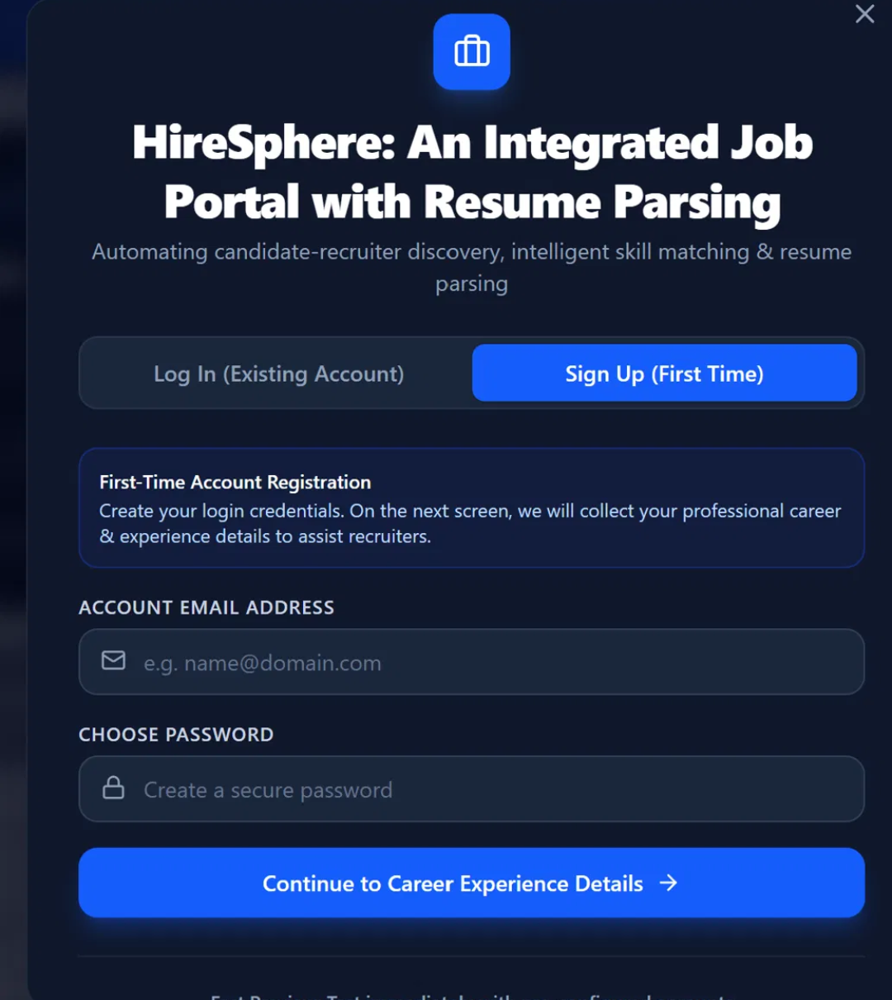 HireSphere: An Integrated Job
Portal with Resume Parsing
Automating candidate-recruiter discovery, intelligent skill matching & resume
parsing
Log In (Existing Account)
Sign Up (First Time)
First-Time Account Registration
Create your login credentials. On the next screen, we will collect your professional career
& experience details to assist recruiters.
ACCOUNT EMAIL ADDRESS
e.g. name@domain.com
CHOOSE PASSWORD
Create a secure password
Continue to Career Experience Details →